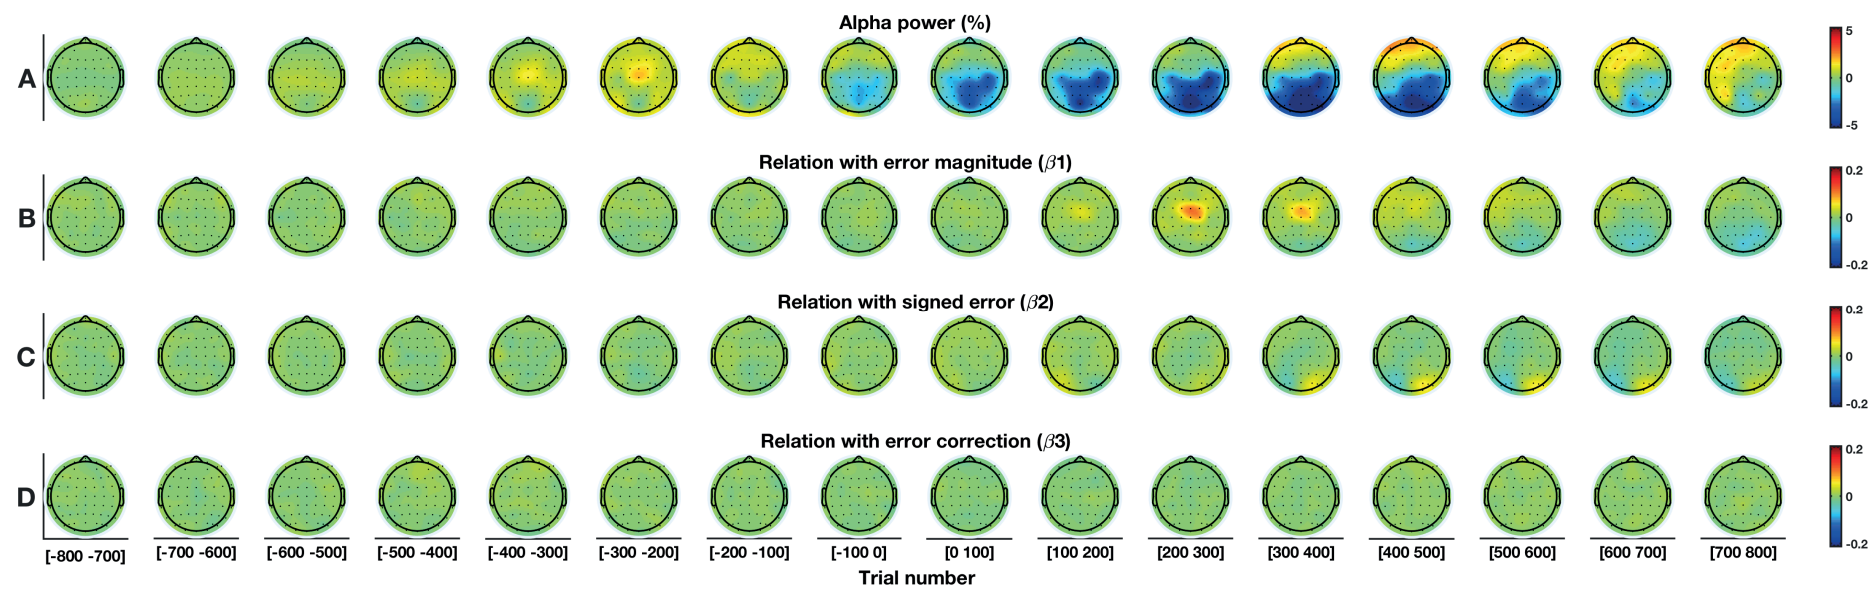 Alpha power (%)
A
5
0
-5
Relation with error magnitude (β1)
B
0.2
0
-0.2
Relation with signed error (β2)
C
0.2
0
-0.2
Relation with error correction (β3)
D
0.2
0
-0.2
[-800 -700] [-700 -600] [-600 -500] [-500 -400] [-400 -300] [-300 -200] [-200 -100] [-100 0] [0 100] [100 200] [200 300] [300 400] [400 500] [500 600] [600 700] [700 800]
Trial number